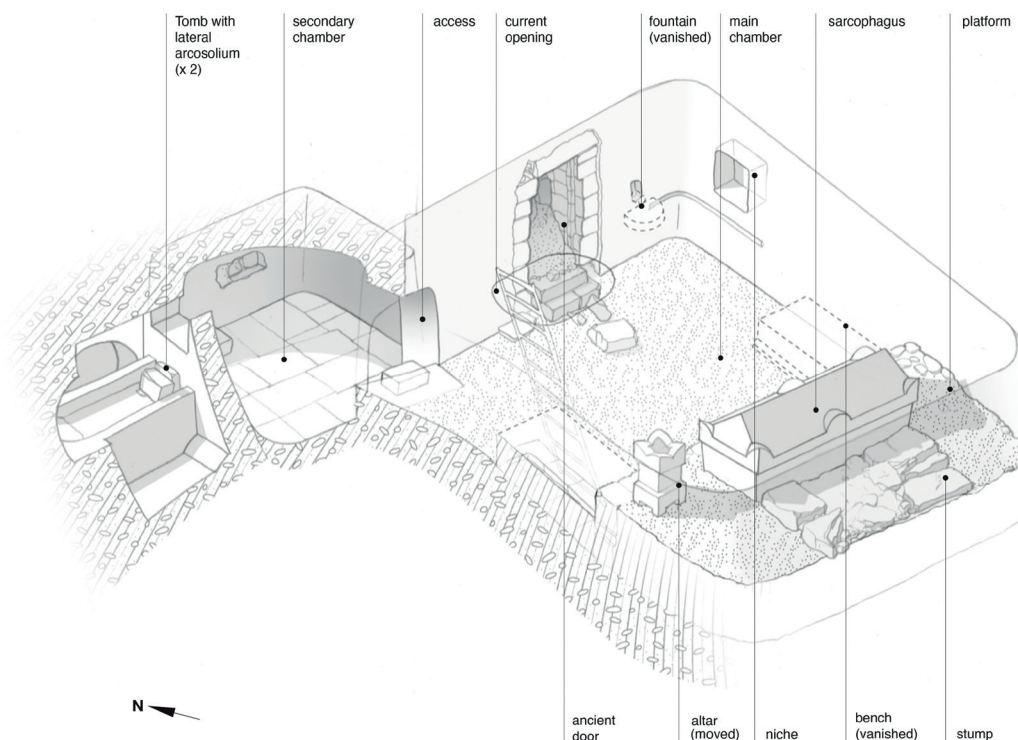 Tomb with
lateral
arcosolium
(x 2)
secondary
chamber
access
current
opening
fountain
(vanished)
main
chamber
sarcophagus
platform
N
ancient
door
altar
(moved)
niche
bench
(vanished)
stump